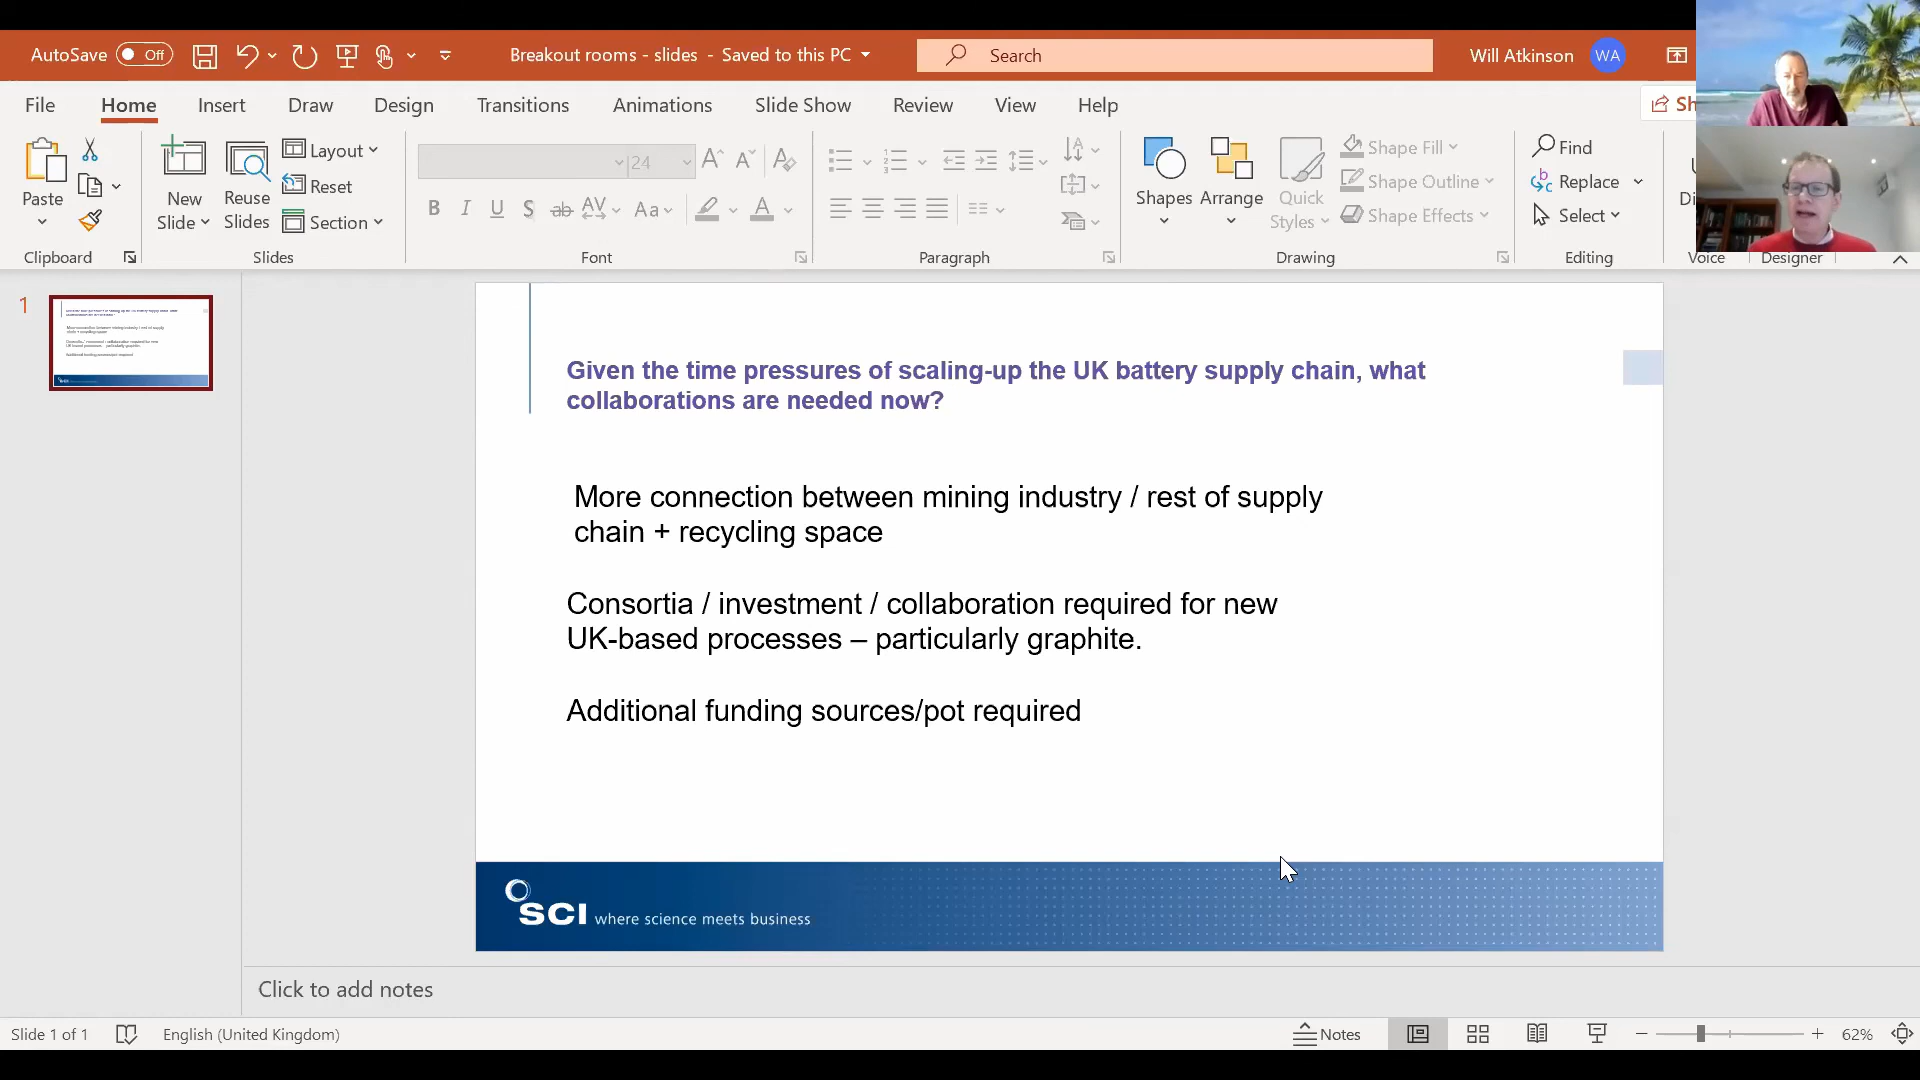 AutoSave Off
Breakout rooms - slides - Saved to this PC
Search
Will Atkinson WA
File Home Insert Draw Design Transitions Animations Slide Show Review View Help
Paste
New Slide
Reuse Slides
Layout
Reset
Section
24
B I U S ab AV Aa A
Shapes
Arrange
Quick Styles
Shape Fill
Shape Outline
Shape Effects
Find
Replace
Select
Clipboard Slides Font Paragraph Drawing Editing Voice Designer
1
Given the time pressures of scaling-up the UK battery supply chain, what
collaborations are needed now?
More connection between mining industry / rest of supply
chain + recycling space
Consortia / investment / collaboration required for new
UK-based processes – particularly graphite.
Additional funding sources/pot required
SCI where science meets business
Click to add notes
Slide 1 of 1 English (United Kingdom) Notes 62%